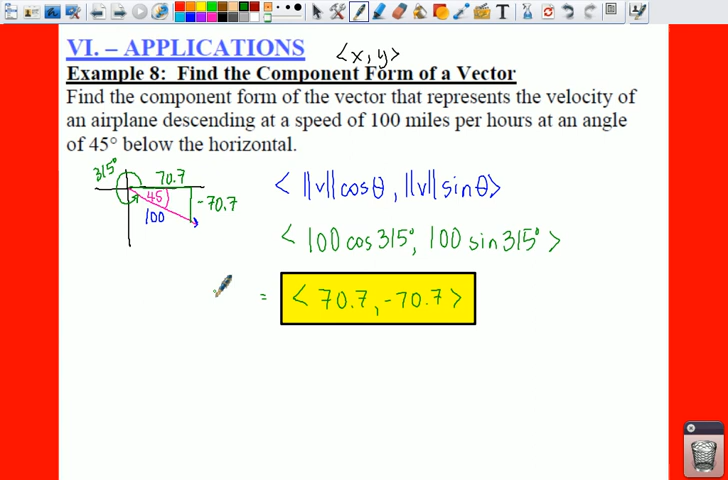 VI. – APPLICATIONS
<x, y>
Example 8: Find the Component Form of a Vector
Find the component form of the vector that represents the velocity of
an airplane descending at a speed of 100 miles per hours at an angle
of 45° below the horizontal.
315°
70.7
45
-70.7
100
< ||v|| cosθ, ||v|| sinθ>
< 100 cos 315°, 100 sin 315° >
= < 70.7, -70.7 >